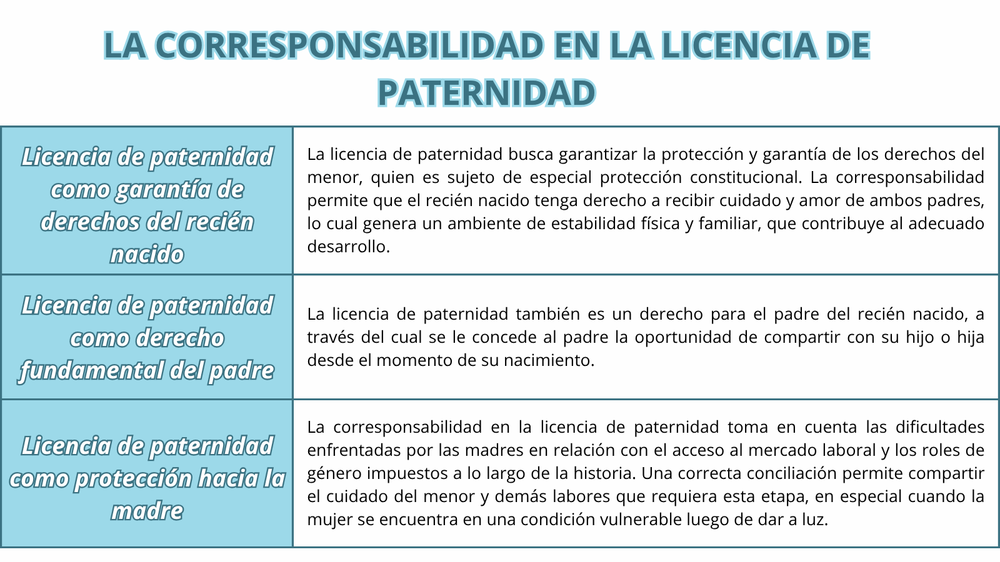 LA CORRESPONSABILIDAD EN LA LICENCIA DE
PATERNIDAD
Licencia de paternidad
como garantía de
derechos del recién
nacido
La licencia de paternidad busca garantizar la protección y garantía de los derechos del
menor, quien es sujeto de especial protección constitucional. La corresponsabilidad
permite que el recién nacido tenga derecho a recibir cuidado y amor de ambos padres,
lo cual genera un ambiente de estabilidad física y familiar, que contribuye al adecuado
desarrollo.
Licencia de paternidad
como derecho
fundamental del padre
La licencia de paternidad también es un derecho para el padre del recién nacido, a
través del cual se le concede al padre la oportunidad de compartir con su hijo o hija
desde el momento de su nacimiento.
Licencia de paternidad
como protección hacia la
madre
La corresponsabilidad en la licencia de paternidad toma en cuenta las dificultades
enfrentadas por las madres en relación con el acceso al mercado laboral y los roles de
género impuestos a lo largo de la historia. Una correcta conciliación permite compartir
el cuidado del menor y demás labores que requiera esta etapa, en especial cuando la
mujer se encuentra en una condición vulnerable luego de dar a luz.